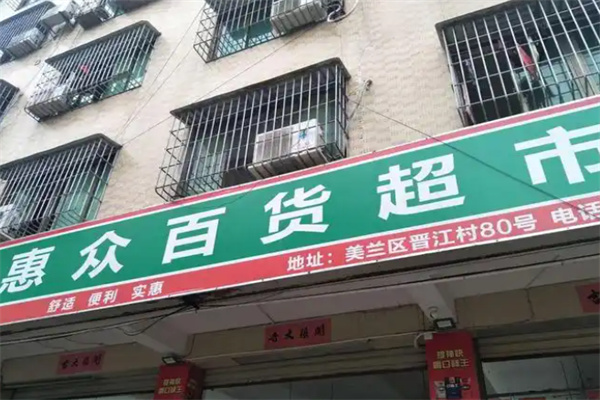 惠众百货超市
舒适 便利 实惠
地址：美兰区晋江村80号 电话